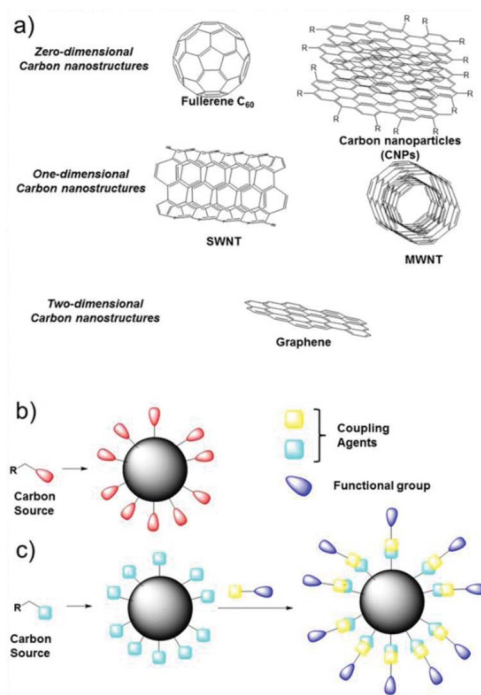 a)
Zero-dimensional
Carbon nanostructures
Fullerene C₆₀
R
R
R
R
R
R
R
R
R
R
R
R
Carbon nanoparticles
(CNPs)
One-dimensional
Carbon nanostructures
SWNT
MWNT
Two-dimensional
Carbon nanostructures
Graphene
b)
R
Carbon
Source
Coupling
Agents
Functional group
c)
R
Carbon
Source